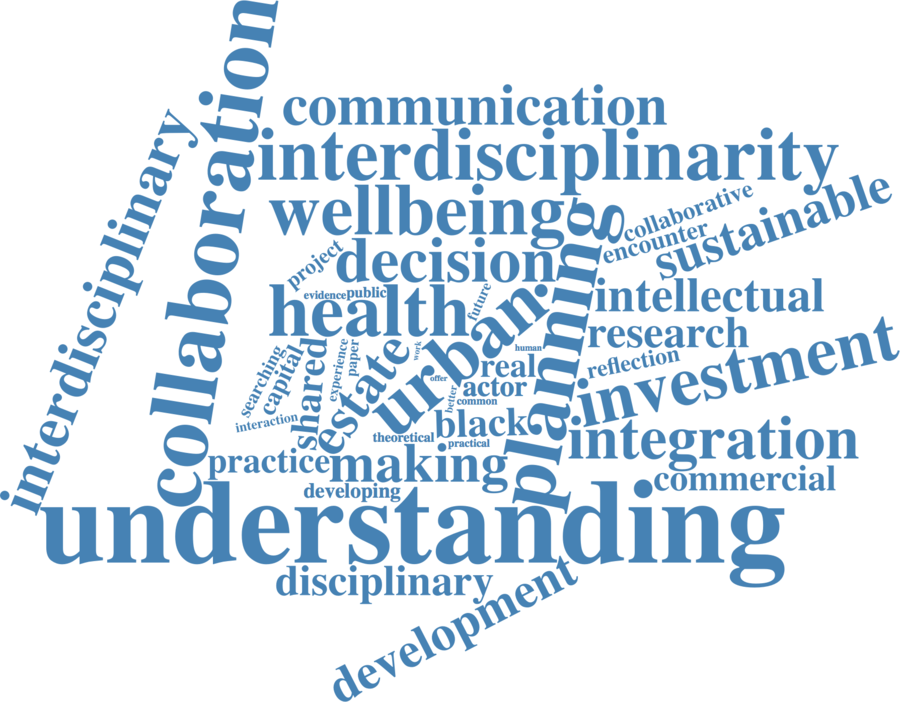 collaboration
communication
interdisciplinary
interdisciplinarity
wellbeing
collaborative
sustainable
encounter
planning
project
decision
evidence
public
future
health
urban
intellectual
research
reflection
investment
searching
capital
shared
experience
paper
estate
work
human
real
offer
actor
better
common
interaction
theoretical
black
practical
integration
practice
making
commercial
developing
understanding
disciplinary
development